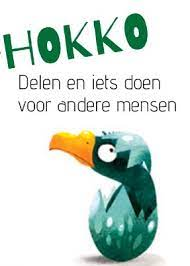 HOKKO
Delen en iets doen
voor andere mensen